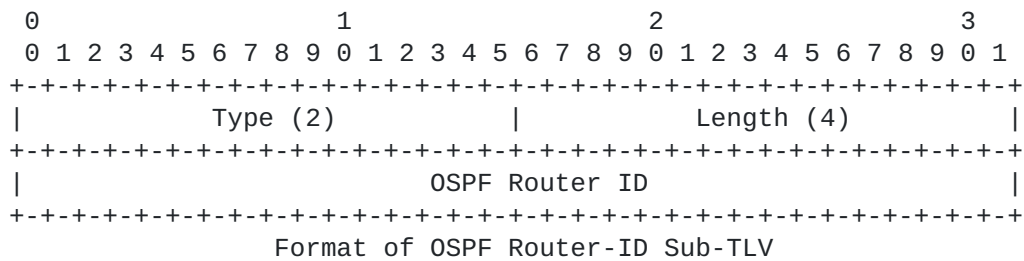 0                   1                   2                   3
 0 1 2 3 4 5 6 7 8 9 0 1 2 3 4 5 6 7 8 9 0 1 2 3 4 5 6 7 8 9 0 1
+-+-+-+-+-+-+-+-+-+-+-+-+-+-+-+-+-+-+-+-+-+-+-+-+-+-+-+-+-+-+-+-+
|            Type (2)           |           Length (4)          |
+-+-+-+-+-+-+-+-+-+-+-+-+-+-+-+-+-+-+-+-+-+-+-+-+-+-+-+-+-+-+-+-+
|                          OSPF Router ID                       |
+-+-+-+-+-+-+-+-+-+-+-+-+-+-+-+-+-+-+-+-+-+-+-+-+-+-+-+-+-+-+-+-+
                 Format of OSPF Router-ID Sub-TLV